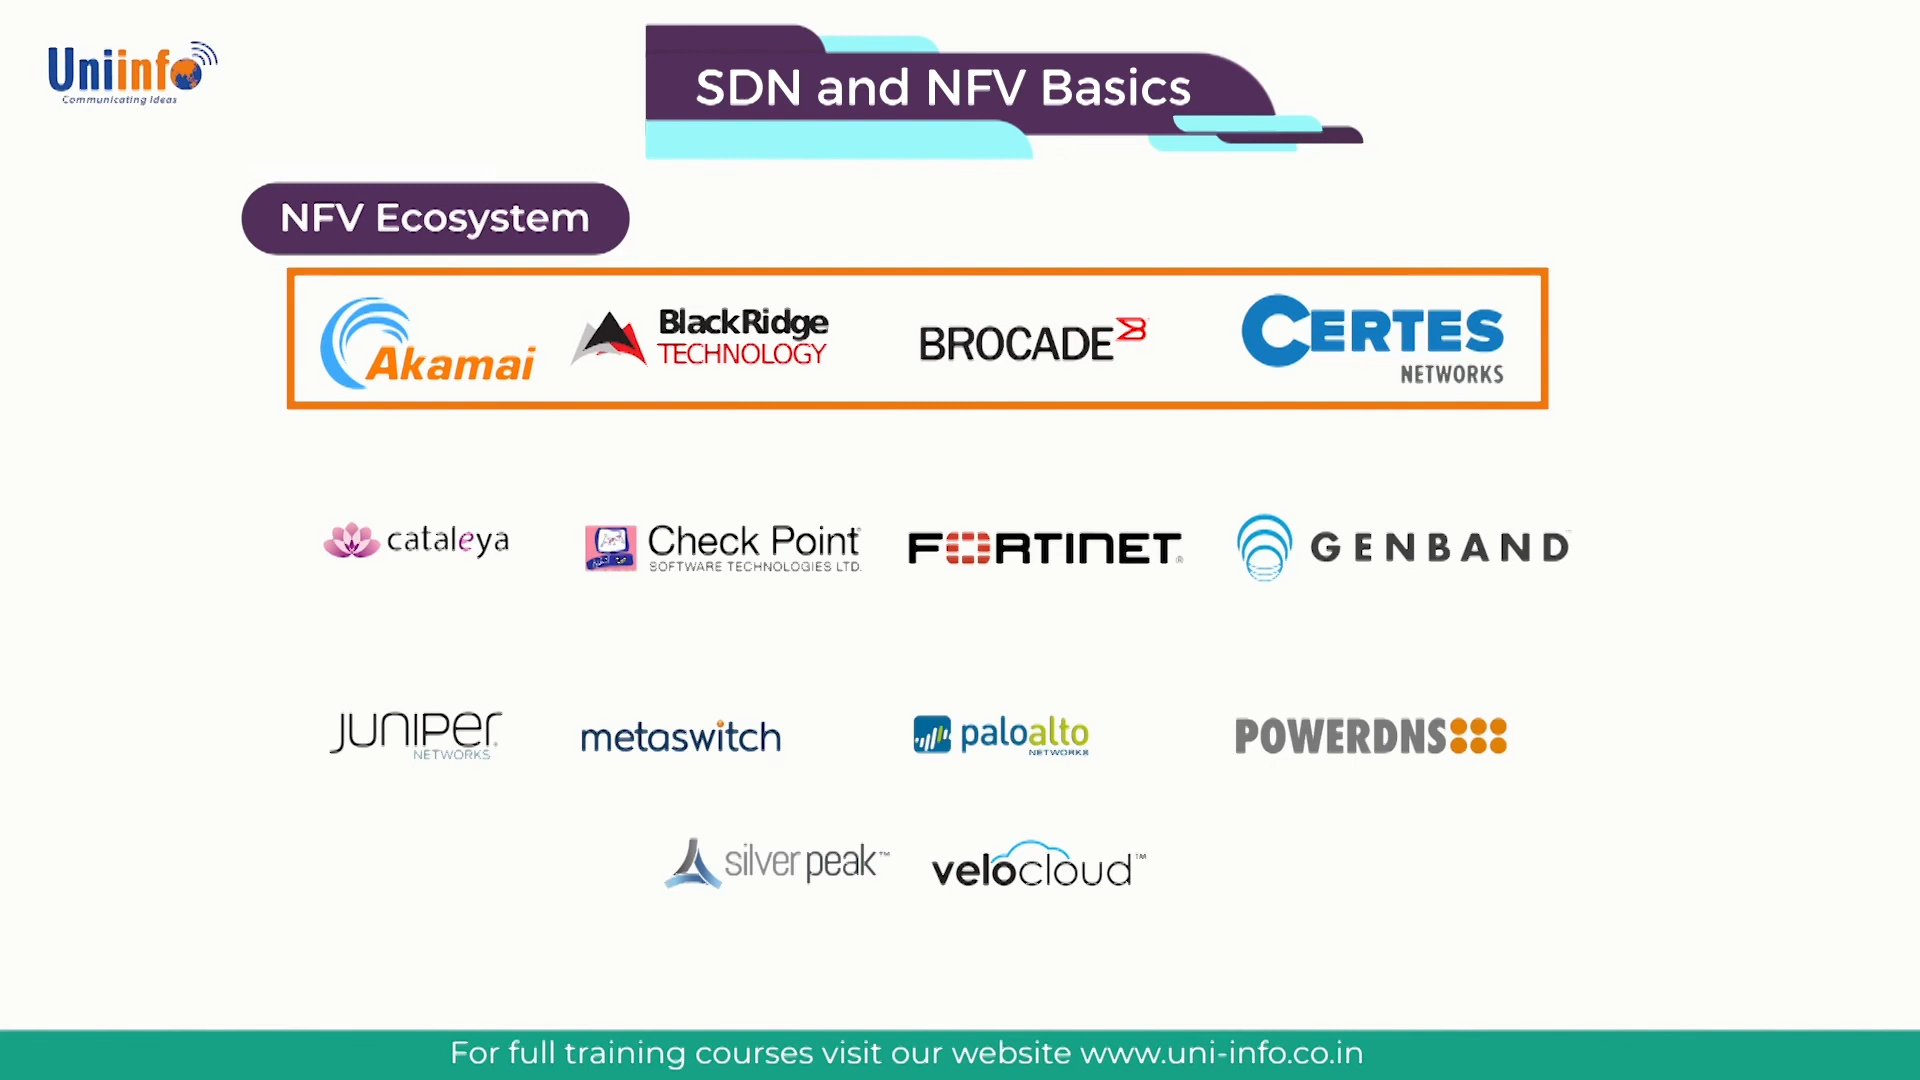 Uniinfo
Communicating Ideas
SDN and NFV Basics
NFV Ecosystem
Akamai
BlackRidge
TECHNOLOGY
BROCADE
CERTES
NETWORKS
cataleya
Check Point
SOFTWARE TECHNOLOGIES LTD.
FORTINET®
GENBAND
JUNIPEr
NETWORKS
metaswitch
paloalto
NETWORKS
POWERDNS
silver peak™
velocloud™
For full training courses visit our website www.uni-info.co.in